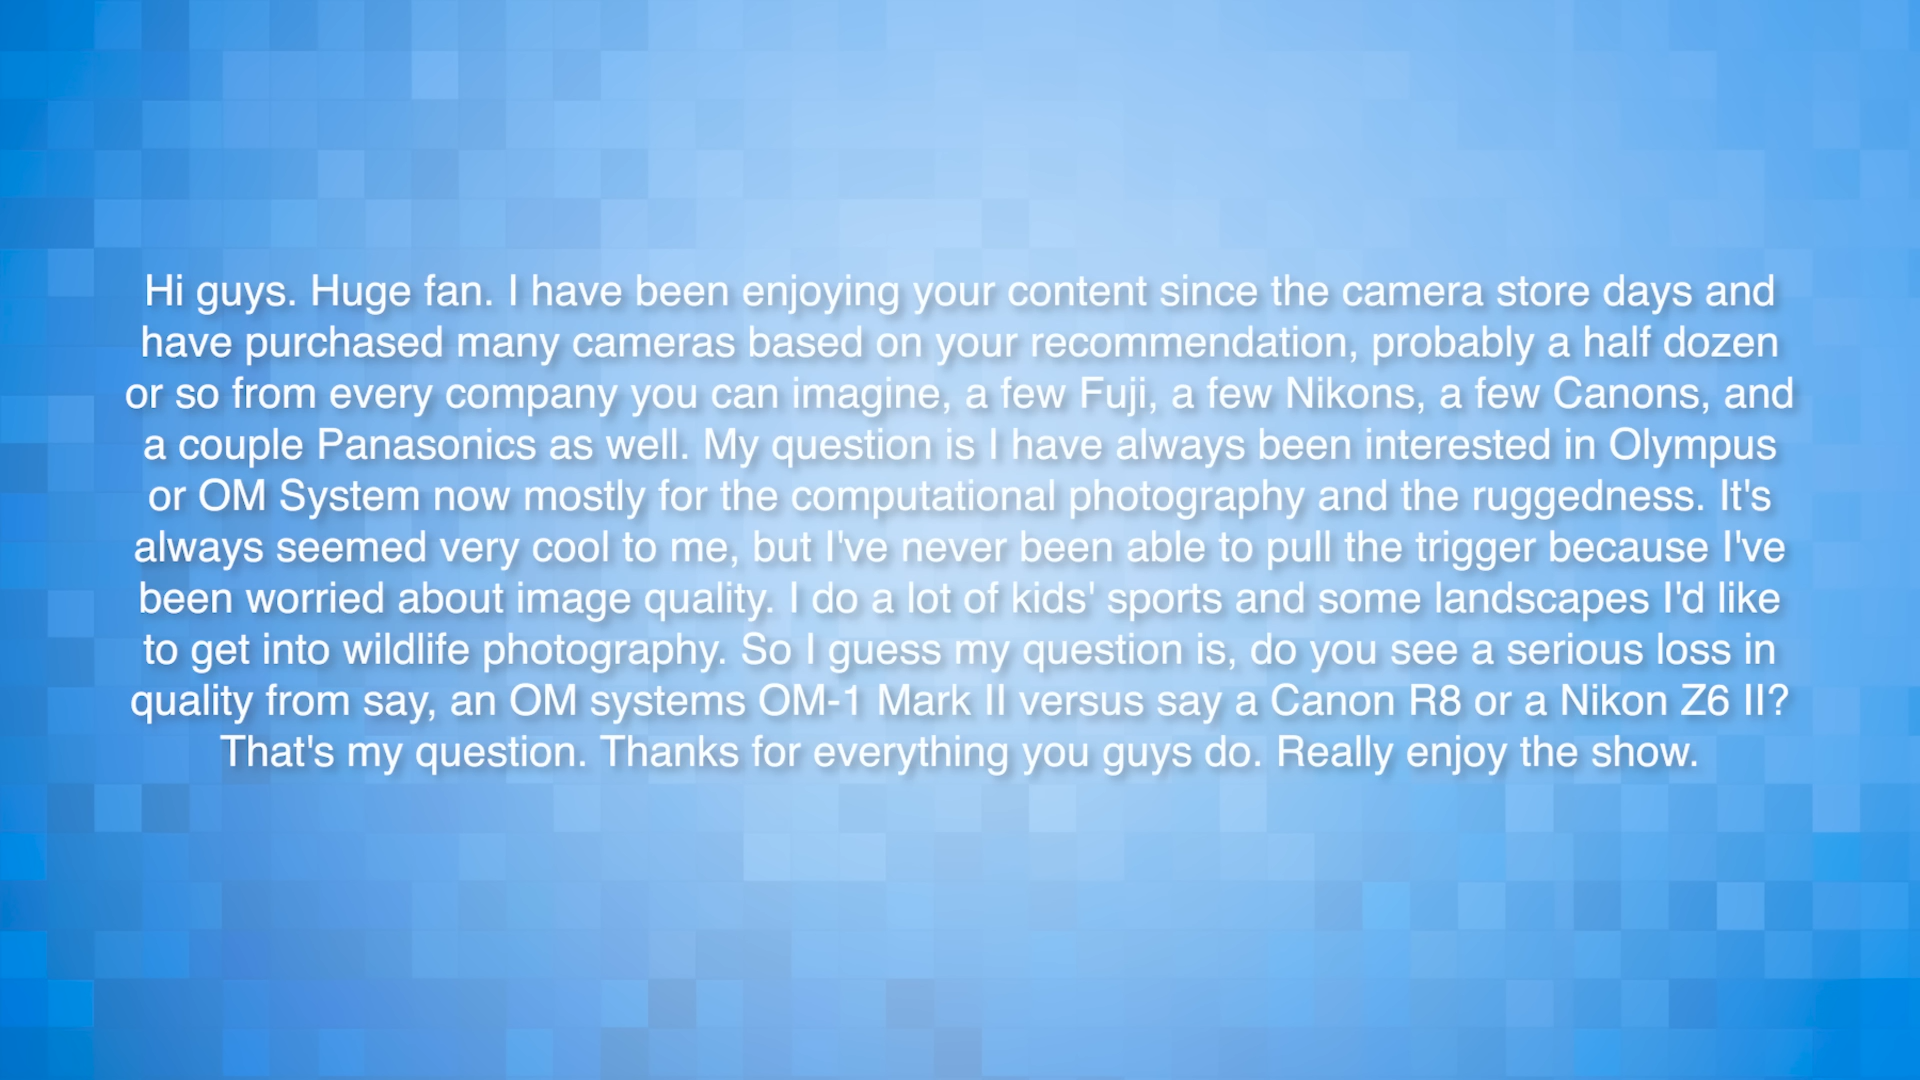 Hi guys. Huge fan. I have been enjoying your content since the camera store days and
have purchased many cameras based on your recommendation, probably a half dozen
or so from every company you can imagine, a few Fuji, a few Nikons, a few Canons, and
a couple Panasonics as well. My question is I have always been interested in Olympus
or OM System now mostly for the computational photography and the ruggedness. It's
always seemed very cool to me, but I've never been able to pull the trigger because I've
been worried about image quality. I do a lot of kids' sports and some landscapes I'd like
to get into wildlife photography. So I guess my question is, do you see a serious loss in
quality from say, an OM systems OM-1 Mark II versus say a Canon R8 or a Nikon Z6 II?
That's my question. Thanks for everything you guys do. Really enjoy the show.